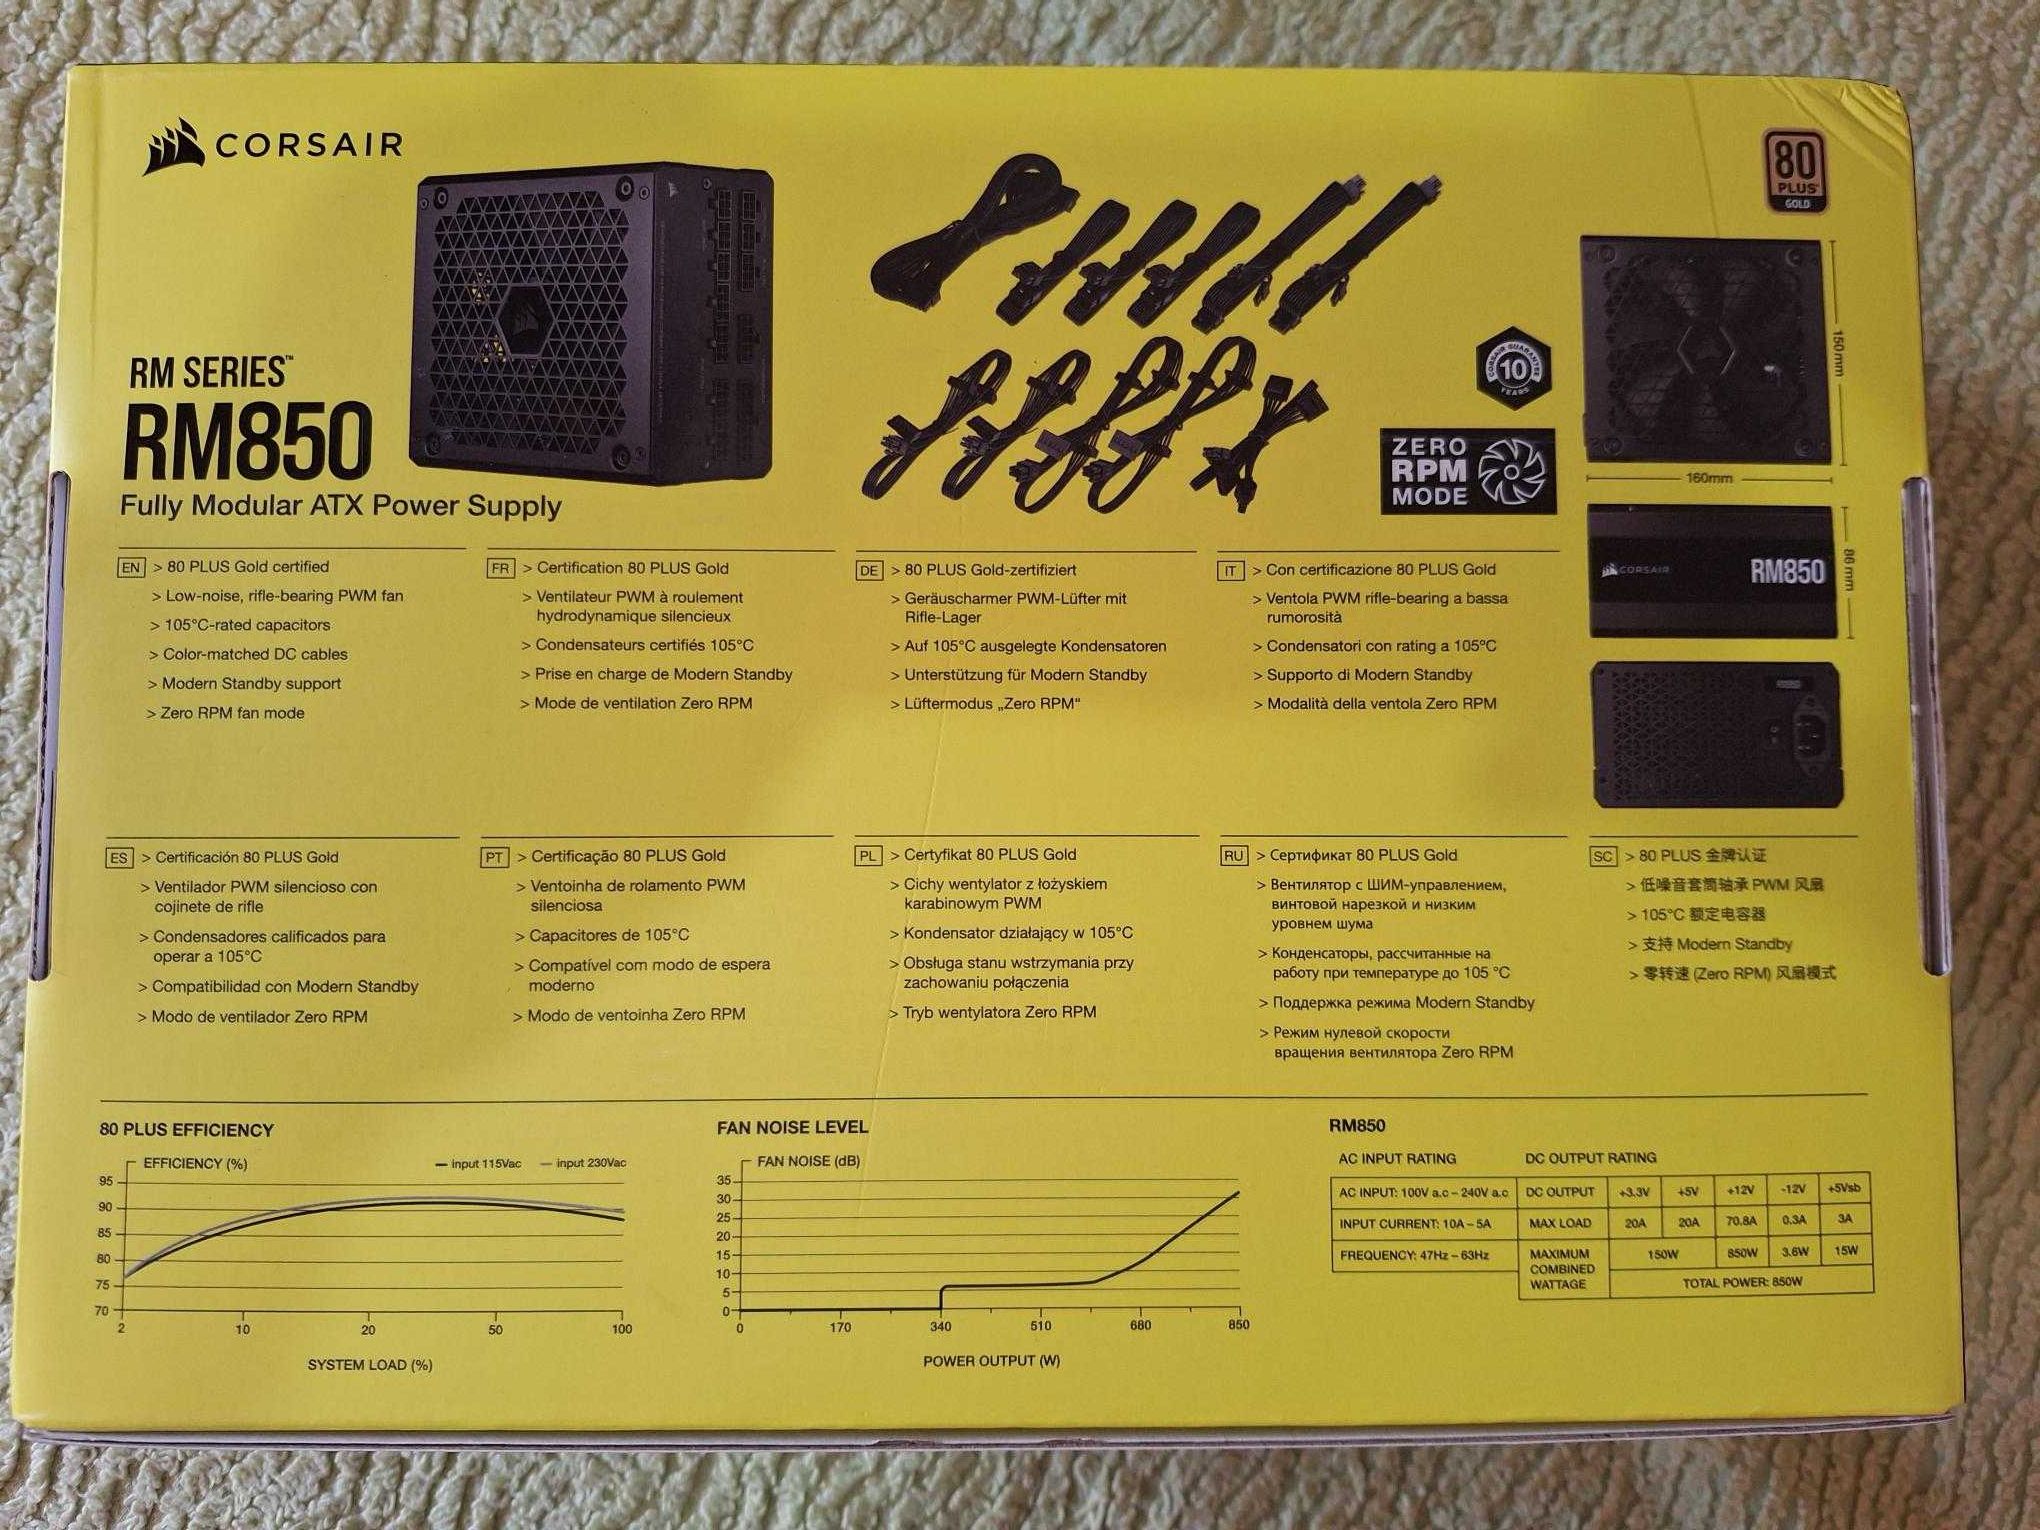 CORSAIR
80
PLUS
GOLD
RM SERIES™
RM850
Fully Modular ATX Power Supply
CORSAIR GUARANTEE
10
YEARS
ZERO
RPM
MODE
150mm
160mm
CORSAIR
RM850
86 mm
EN > 80 PLUS Gold certified
> Low-noise, rifle-bearing PWM fan
> 105°C-rated capacitors
> Color-matched DC cables
> Modern Standby support
> Zero RPM fan mode
FR > Certification 80 PLUS Gold
> Ventilateur PWM à roulement
hydrodynamique silencieux
> Condensateurs certifiés 105°C
> Prise en charge de Modern Standby
> Mode de ventilation Zero RPM
DE > 80 PLUS Gold-zertifiziert
> Geräuscharmer PWM-Lüfter mit
Rifle-Lager
> Auf 105°C ausgelegte Kondensatoren
> Unterstützung für Modern Standby
> Lüftermodus „Zero RPM“
IT > Con certificazione 80 PLUS Gold
> Ventola PWM rifle-bearing a bassa
rumorosità
> Condensatori con rating a 105°C
> Supporto di Modern Standby
> Modalità della ventola Zero RPM
ES > Certificación 80 PLUS Gold
> Ventilador PWM silencioso con
cojinete de rifle
> Condensadores calificados para
operar a 105°C
> Compatibilidad con Modern Standby
> Modo de ventilador Zero RPM
PT > Certificação 80 PLUS Gold
> Ventoinha de rolamento PWM
silenciosa
> Capacitores de 105°C
> Compatível com modo de espera
moderno
> Modo de ventoinha Zero RPM
PL > Certyfikat 80 PLUS Gold
> Cichy wentylator z łożyskiem
karabinowym PWM
> Kondensator działający w 105°C
> Obsługa stanu wstrzymania przy
zachowaniu połączenia
> Tryb wentylatora Zero RPM
RU > Сертификат 80 PLUS Gold
> Вентилятор с ШИМ-управлением,
винтовой нарезкой и низким
уровнем шума
> Конденсаторы, рассчитанные на
работу при температуре до 105 °C
> Поддержка режима Modern Standby
> Режим нулевой скорости
вращения вентилятора Zero RPM
SC > 80 PLUS 金牌认证
> 低噪音套筒轴承 PWM 风扇
> 105°C 额定电容器
> 支持 Modern Standby
> 零转速 (Zero RPM) 风扇模式
80 PLUS EFFICIENCY
EFFICIENCY (%)
input 115Vac input 230Vac
95
90
85
80
75
70
2 10 20 50 100
SYSTEM LOAD (%)
FAN NOISE LEVEL
FAN NOISE (dB)
35
30
25
20
15
10
5
0
0 170 340 510 680 850
POWER OUTPUT (W)
RM850
AC INPUT RATING DC OUTPUT RATING
AC INPUT: 100V a.c – 240V a.c DC OUTPUT +3.3V +5V +12V -12V +5Vsb
INPUT CURRENT: 10A – 5A MAX LOAD 20A 20A 70.8A 0.3A 3A
FREQUENCY: 47Hz – 63Hz MAXIMUM
COMBINED
WATTAGE 150W 850W 3.6W 15W
TOTAL POWER: 850W